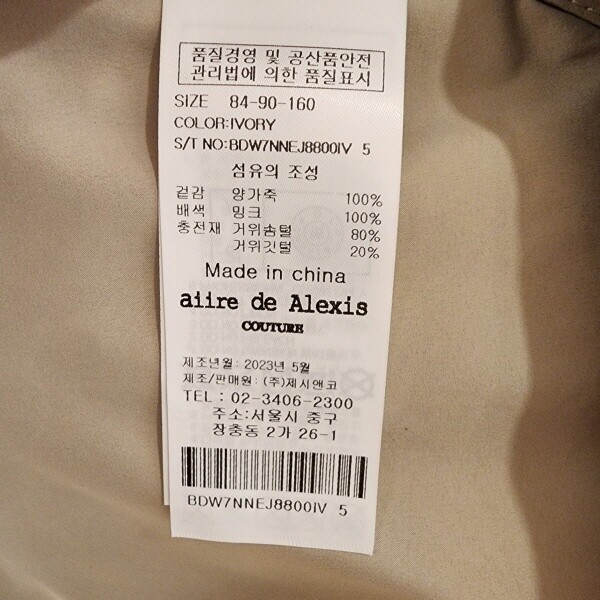 품질경영 및 공산품안전
관리법에 의한 품질표시
SIZE 84-90-160
COLOR:IVORY
S/T NO:BDW7NNEJ8800IV 5
섬유의 조성
겉감 양가죽 100%
배색 밍크 100%
충전재 거위솜털 80%
거위깃털 20%
Made in china
aiire de Alexis
COUTURE
제조년월: 2023년 5월
제조/판매원: (주)제시앤코
TEL : 02-3406-2300
주소:서울시 중구
장충동 2가 26-1
BDW7NNEJ8800IV 5